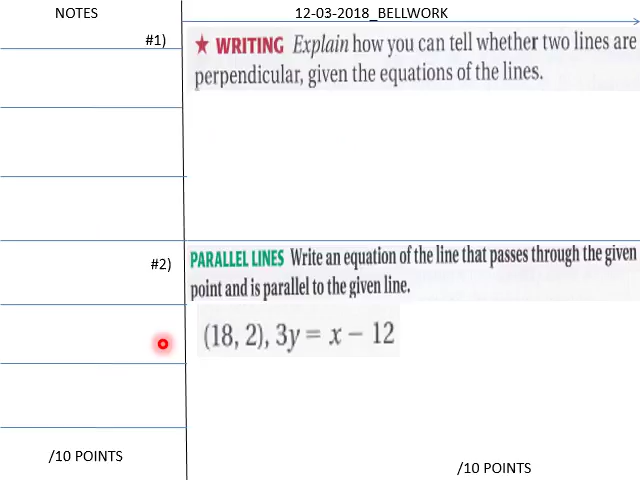 NOTES
12-03-2018_BELLWORK
#1)
★ WRITING Explain how you can tell whether two lines are
perpendicular, given the equations of the lines.
#2)
PARALLEL LINES Write an equation of the line that passes through the given
point and is parallel to the given line.
(18, 2), 3y = x − 12
/10 POINTS
/10 POINTS